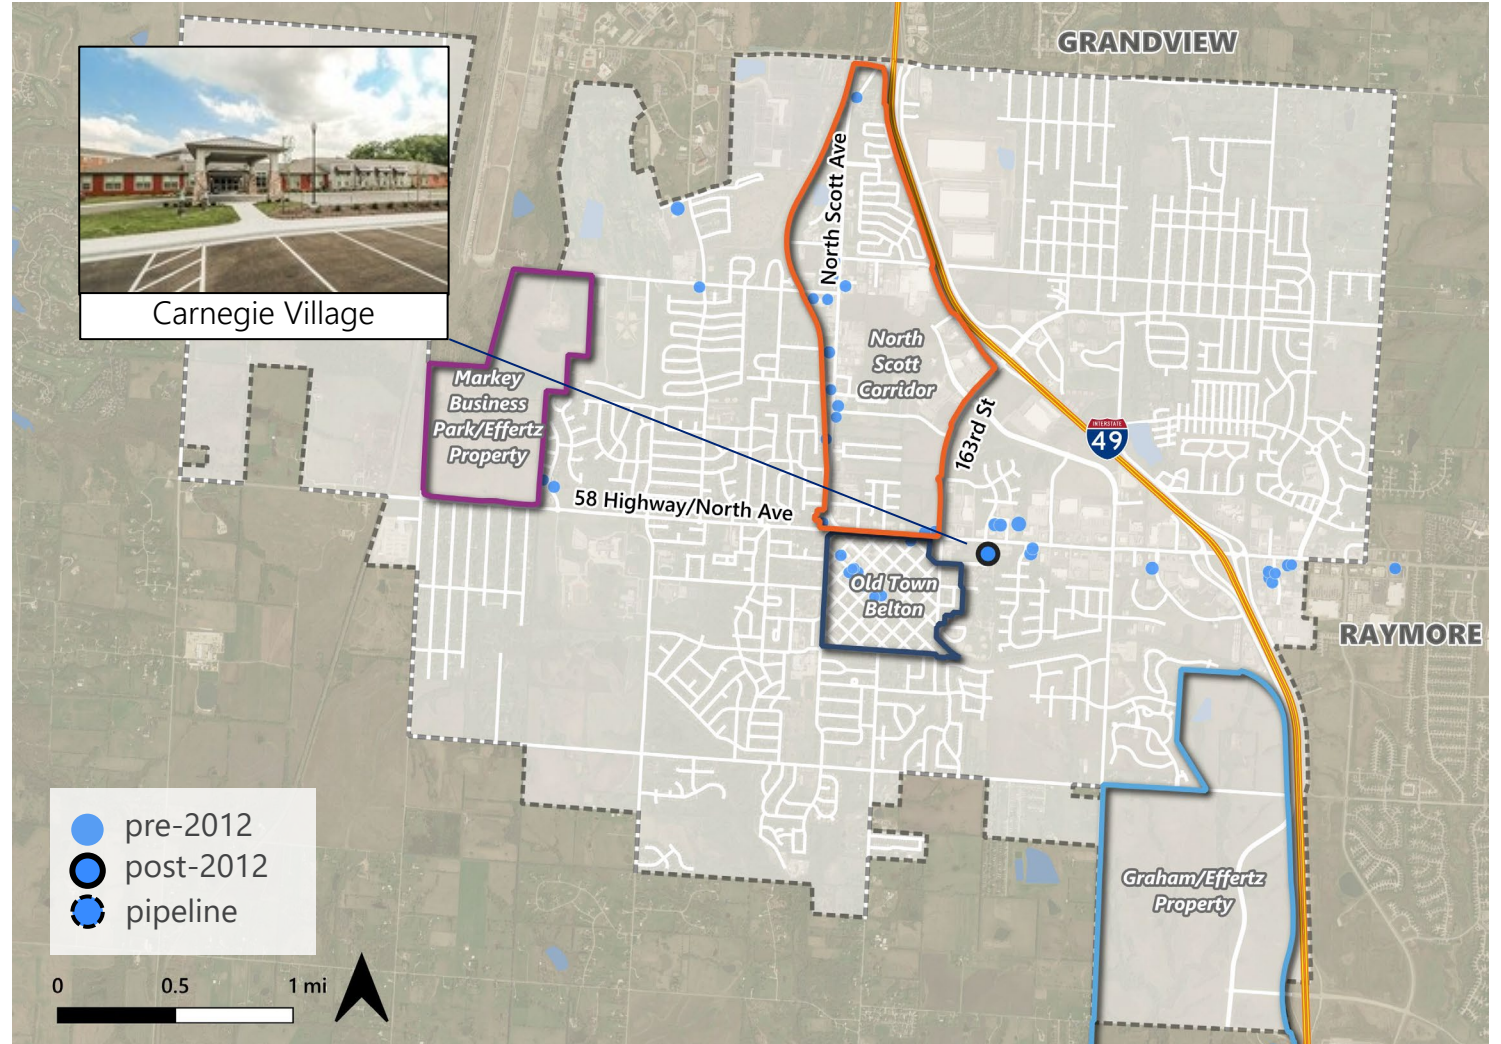 GRANDVIEW
Carnegie Village
North Scott Ave
North
Scott
Corridor
Markey
Business
Park/Effertz
Property
163rd St
INTERSTATE
49
58 Highway/North Ave
Old Town
Belton
RAYMORE
Graham/Effertz
Property
pre-2012
post-2012
pipeline
0 0.5 1 mi